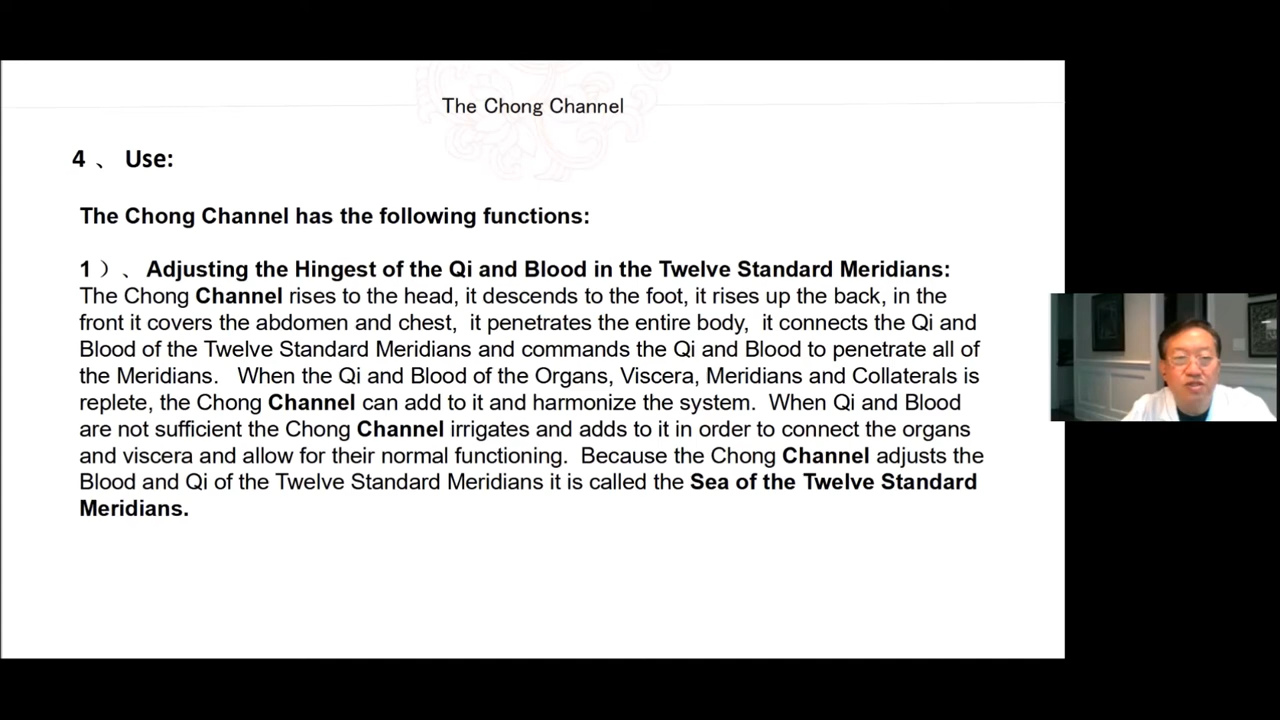 The Chong Channel
4 、 Use:
The Chong Channel has the following functions:
1 ）、 Adjusting the Hingest of the Qi and Blood in the Twelve Standard Meridians:
The Chong Channel rises to the head, it descends to the foot, it rises up the back, in the
front it covers the abdomen and chest, it penetrates the entire body, it connects the Qi and
Blood of the Twelve Standard Meridians and commands the Qi and Blood to penetrate all of
the Meridians. When the Qi and Blood of the Organs, Viscera, Meridians and Collaterals is
replete, the Chong Channel can add to it and harmonize the system. When Qi and Blood
are not sufficient the Chong Channel irrigates and adds to it in order to connect the organs
and viscera and allow for their normal functioning. Because the Chong Channel adjusts the
Blood and Qi of the Twelve Standard Meridians it is called the Sea of the Twelve Standard
Meridians.